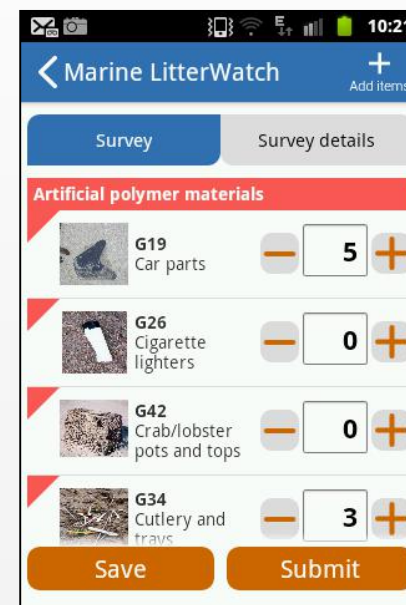 10:21
Marine LitterWatch
Add items
Survey
Survey details
Artificial polymer materials
G19
Car parts
5
G26
Cigarette
lighters
0
G42
Crab/lobster
pots and tops
0
G34
Cutlery and
trays
3
Save
Submit